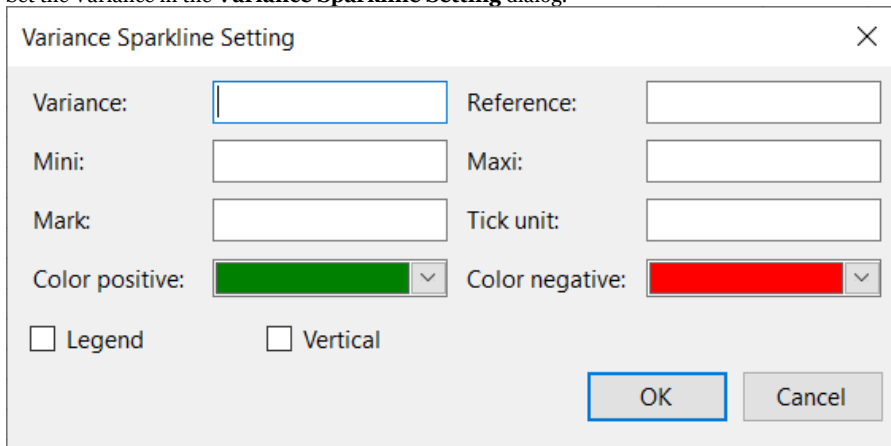 Set the variance in the Variance Sparkline Setting dialog.
Variance Sparkline Setting
Variance: Reference:
Mini: Maxi:
Mark: Tick unit:
Color positive: Color negative:
Legend Vertical
OK Cancel